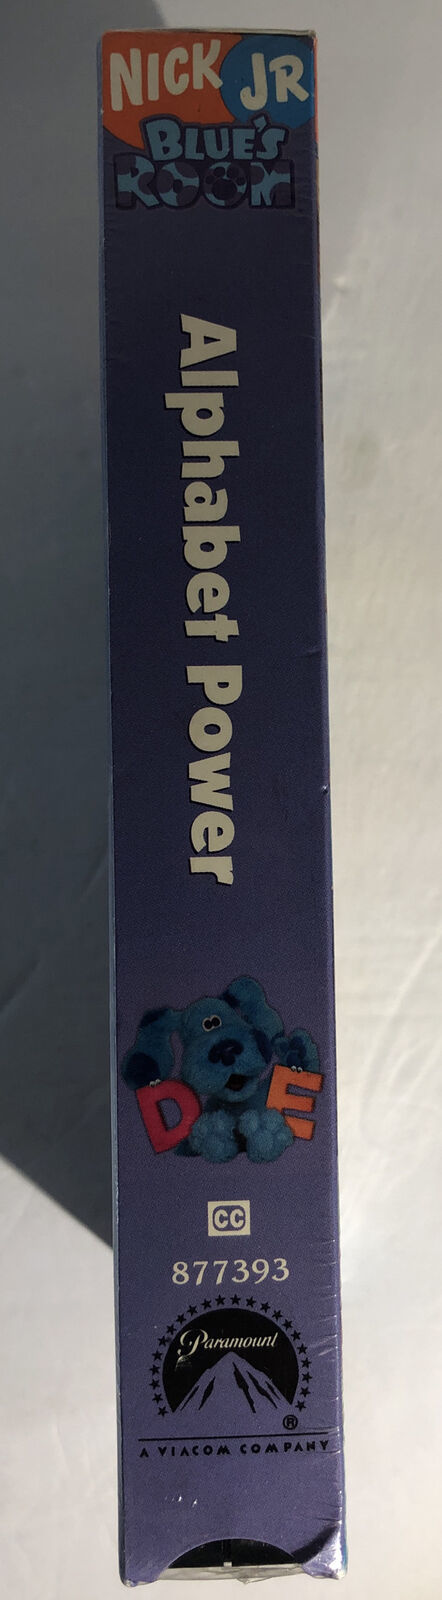 NICK JR
BLUE'S
ROOM
Alphabet Power
D E
CC
877393
Paramount
®
A VIACOM COMPANY